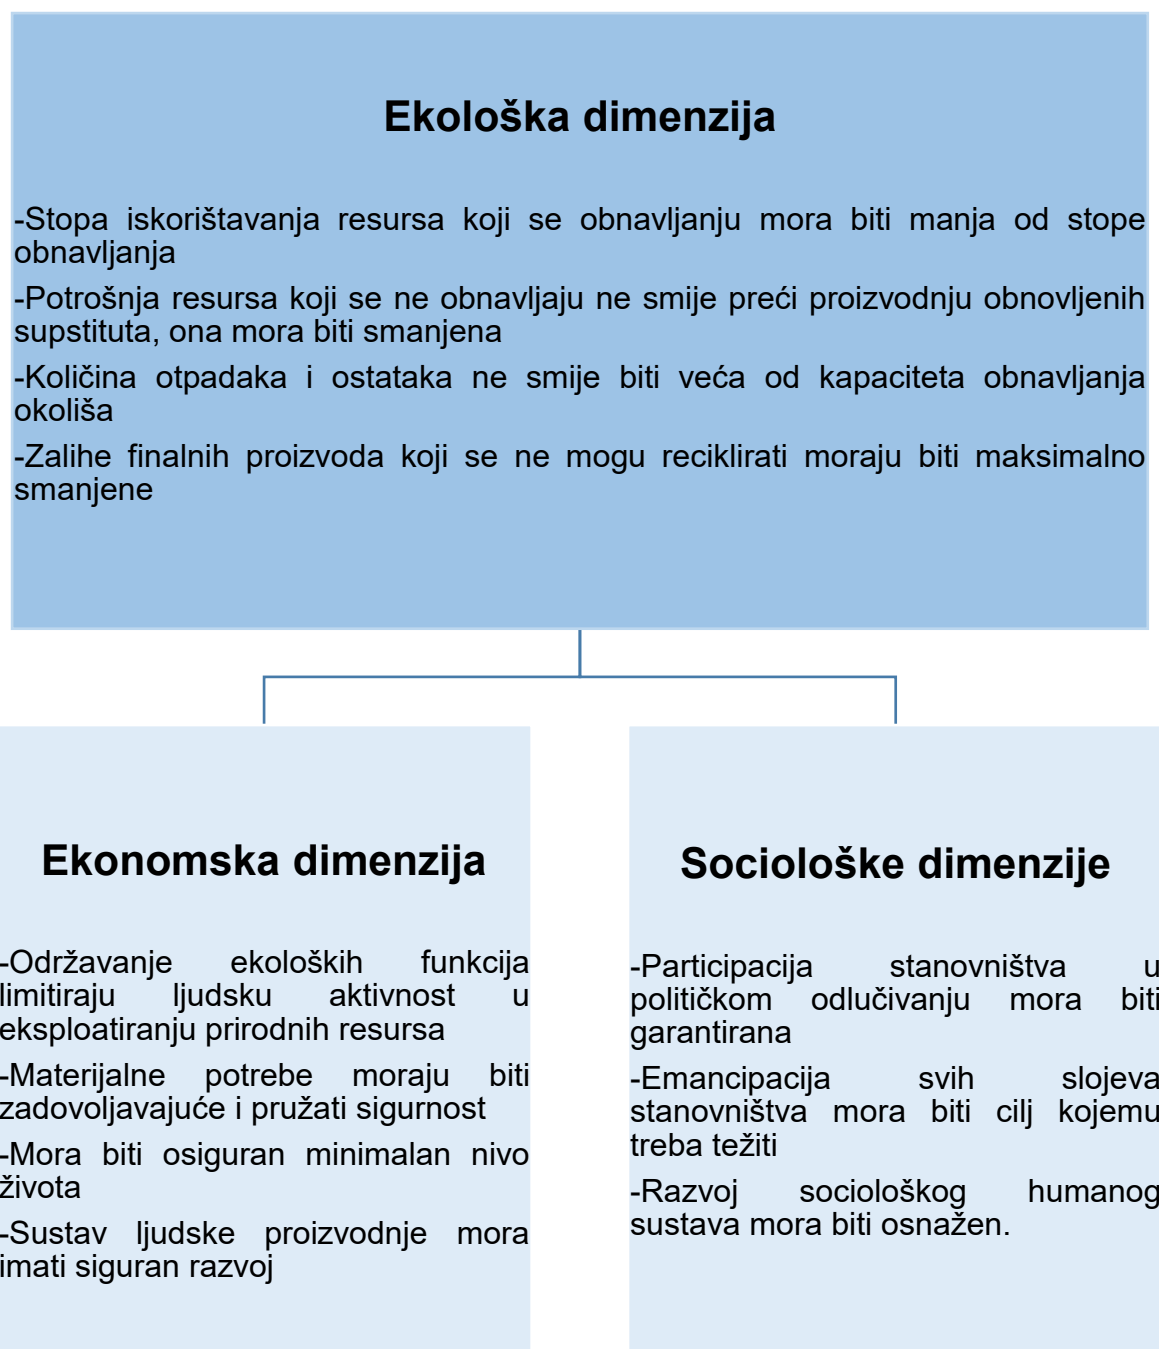 Ekološka dimenzija
-Stopa iskorištavanja resursa koji se obnavljanju mora biti manja od stope
obnavljanja
-Potrošnja resursa koji se ne obnavljaju ne smije preći proizvodnju obnovljenih
supstituta, ona mora biti smanjena
-Količina otpadaka i ostataka ne smije biti veća od kapaciteta obnavljanja
okoliša
-Zalihe finalnih proizvoda koji se ne mogu reciklirati moraju biti maksimalno
smanjene
Ekonomska dimenzija
-Održavanje ekoloških funkcija
limitiraju ljudsku aktivnost u
eksploatiranju prirodnih resursa
-Materijalne potrebe moraju biti
zadovoljavajuće i pružati sigurnost
-Mora biti osiguran minimalan nivo
života
-Sustav ljudske proizvodnje mora
imati siguran razvoj
Sociološke dimenzije
-Participacija stanovništva u
političkom odlučivanju mora biti
garantirana
-Emancipacija svih slojeva
stanovništva mora biti cilj kojemu
treba težiti
-Razvoj sociološkog humanog
sustava mora biti osnažen.